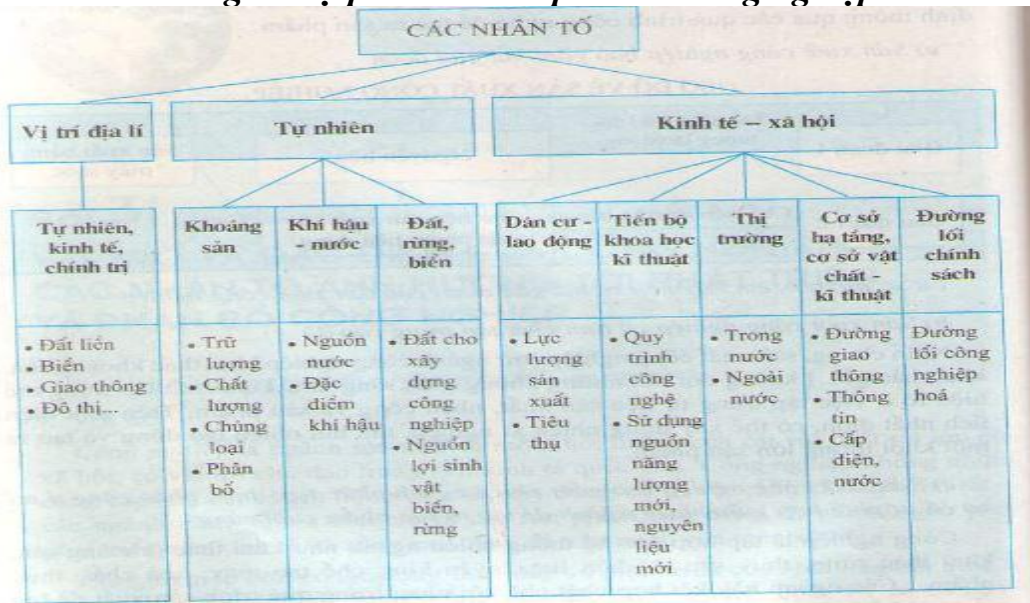 CÁC NHÂN TỐ
Vị trí địa lí
Tự nhiên
Kinh tế – xã hội
Tự nhiên,
kinh tế,
chính trị
Khoáng
sản
Khí hậu
- nước
Đất,
rừng,
biển
Dân cư -
lao động
Tiến bộ
khoa học
kĩ thuật
Thị
trường
Cơ sở
hạ tầng,
cơ sở vật
chất -
kĩ thuật
Đường
lối
chính
sách
• Đất liền
• Biển
• Giao thông
• Đô thị...
• Trữ
lượng
• Chất
lượng
• Chủng
loại
• Phân
bố
• Nguồn
nước
• Đặc
điểm
khí hậu
• Đất cho
xây
dựng
công
nghiệp
• Nguồn
lợi sinh
vật
biển,
rừng
• Lực
lượng
sản
xuất
• Tiêu
thụ
• Quy
trình
công
nghệ
• Sử dụng
nguồn
năng
lượng
mới,
nguyên
liệu
mới
• Trong
nước
• Ngoài
nước
• Đường
giao
thông
• Thông
tin
• Cấp
điện,
nước
Đường
lối công
nghiệp
hoá